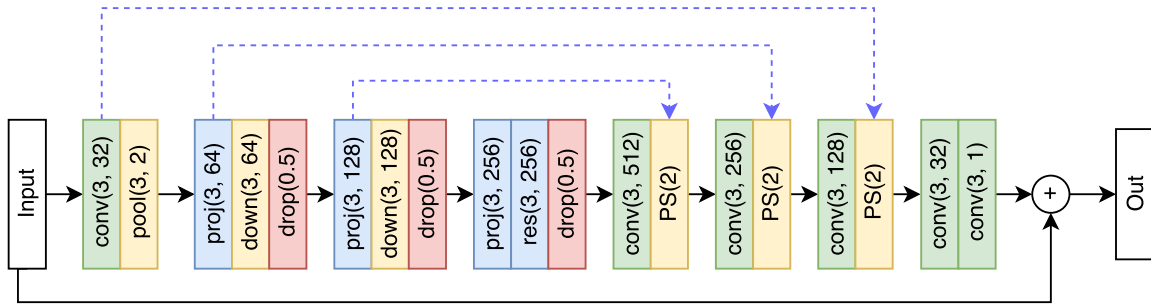 Input
conv(3, 32)
pool(3, 2)
proj(3, 64)
down(3, 64)
drop(0.5)
proj(3, 128)
down(3, 128)
drop(0.5)
proj(3, 256)
res(3, 256)
drop(0.5)
conv(3, 512)
PS(2)
conv(3, 256)
PS(2)
conv(3, 128)
PS(2)
conv(3, 32)
conv(3, 1)
+
Out